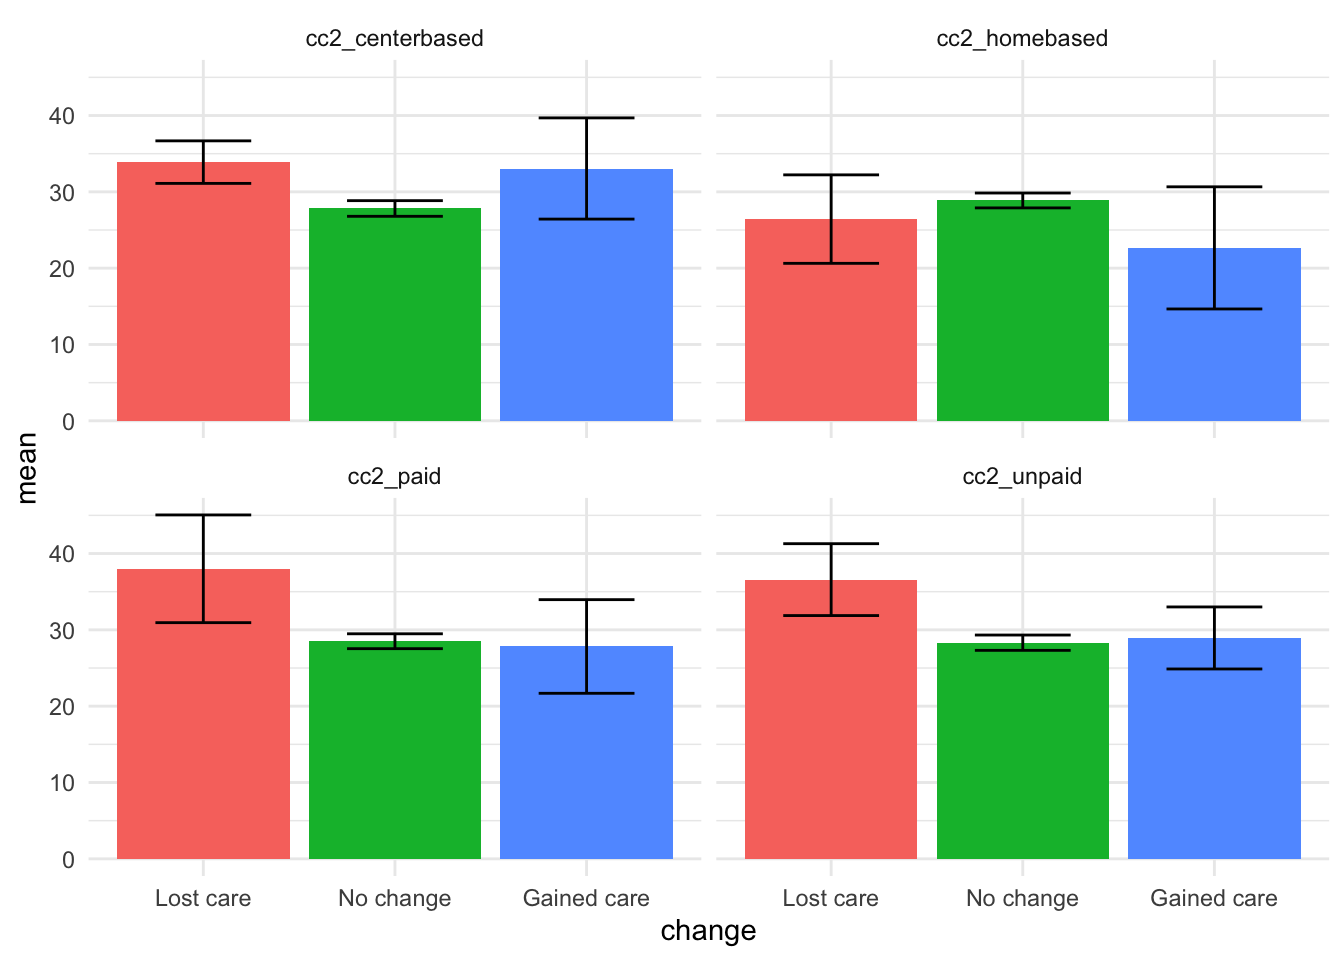 cc2_centerbased
cc2_homebased
40
30
20
10
0
mean
cc2_paid
cc2_unpaid
40
30
20
10
0
Lost care
No change
Gained care
Lost care
No change
Gained care
change